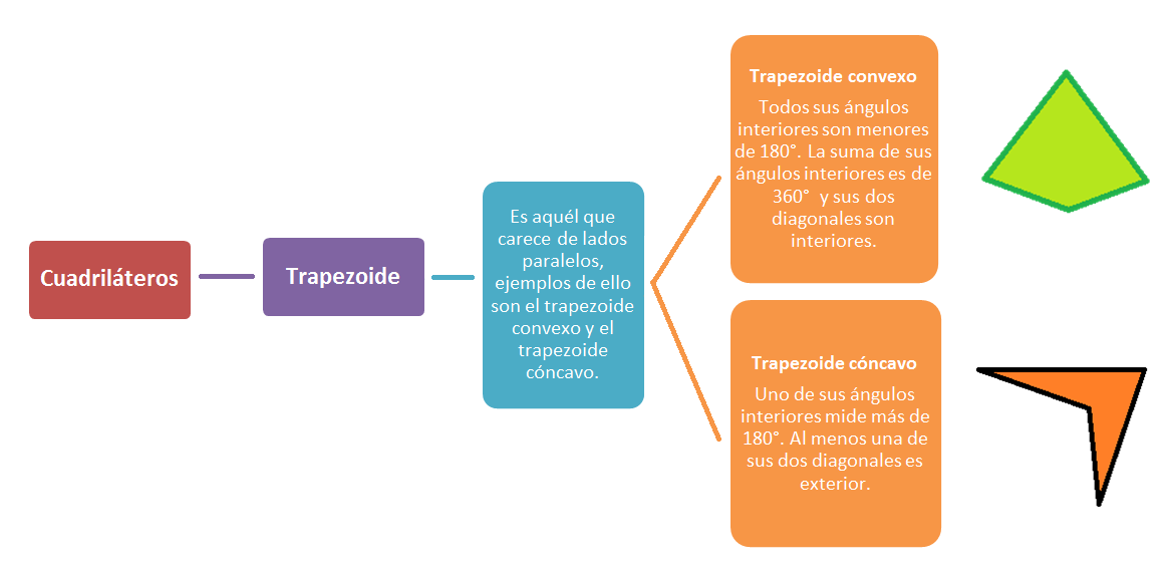 Cuadriláteros
Trapezoide
Es aquél que
carece de lados
paralelos,
ejemplos de ello
son el trapezoide
convexo y el
trapezoide
cóncavo.
Trapezoide convexo
Todos sus ángulos
interiores son menores
de 180°. La suma de sus
ángulos interiores es de
360° y sus dos
diagonales son
interiores.
Trapezoide cóncavo
Uno de sus ángulos
interiores mide más de
180°. Al menos una de
sus dos diagonales es
exterior.